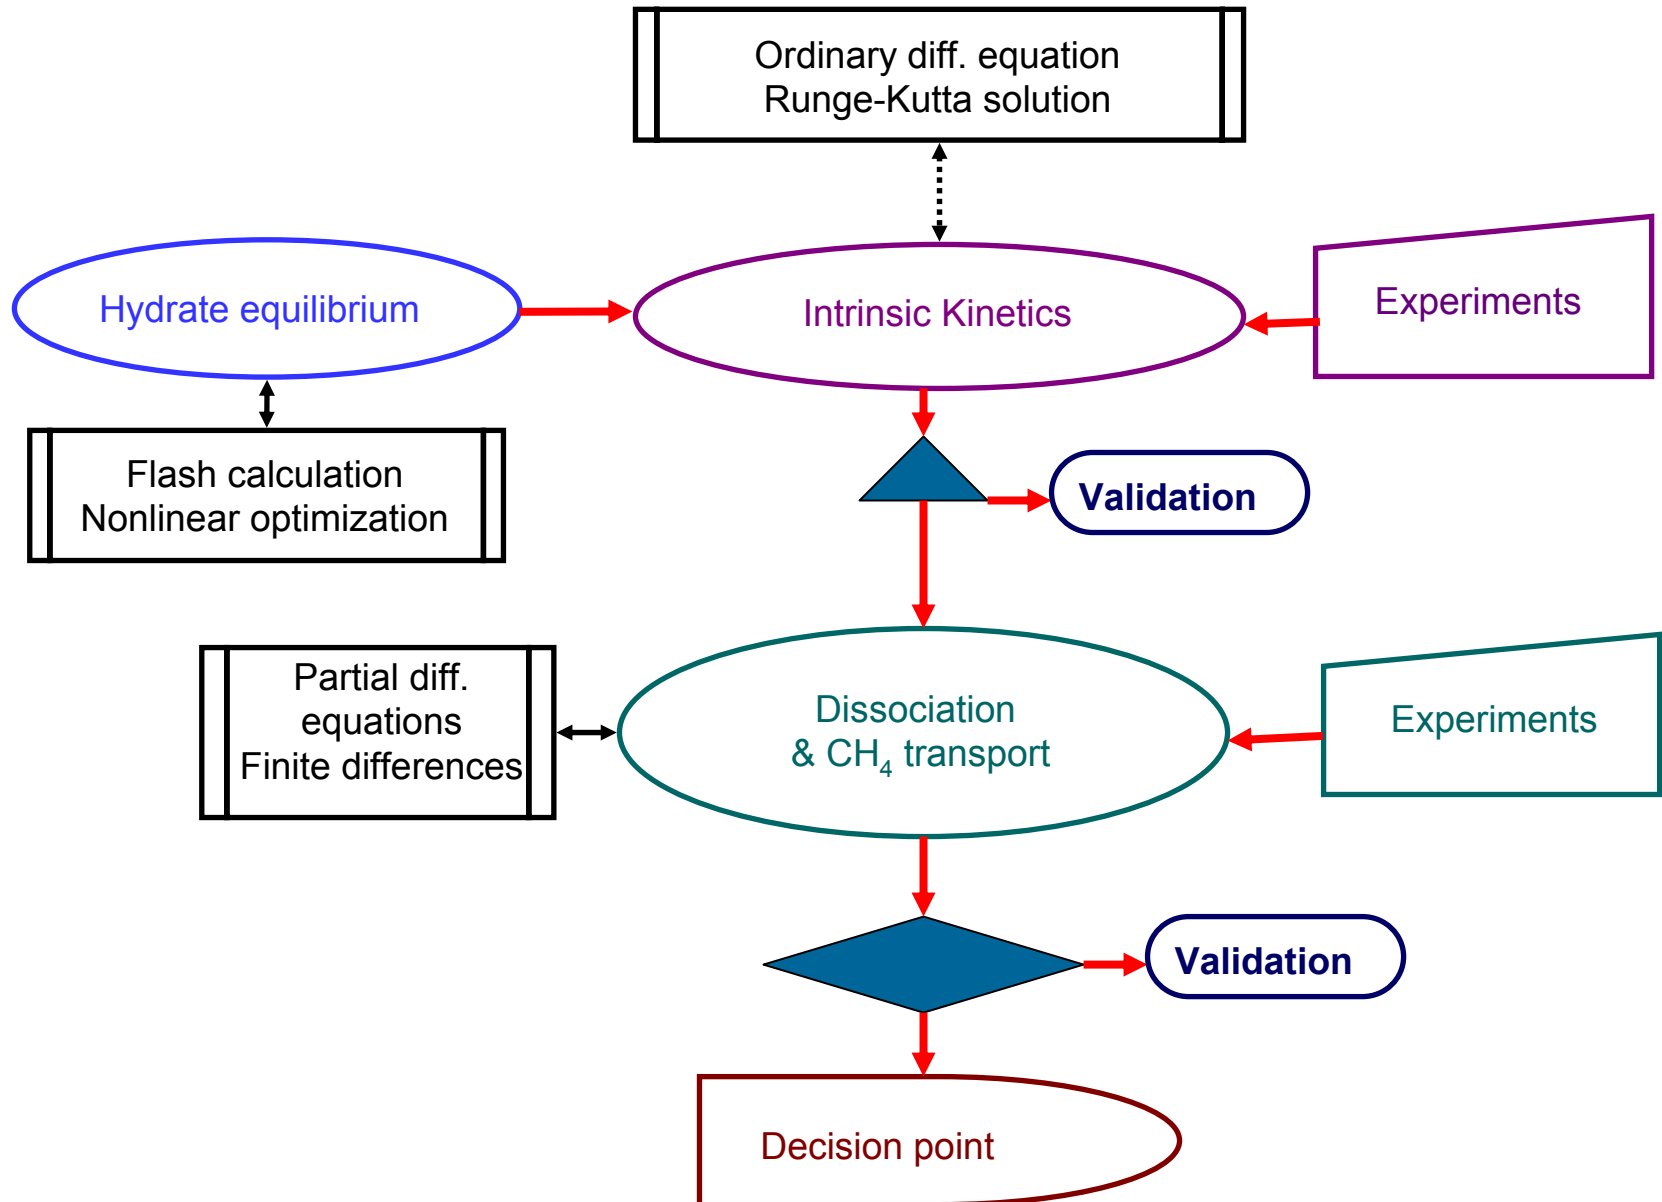 Ordinary diff. equation
Runge-Kutta solution
Hydrate equilibrium
Intrinsic Kinetics
Experiments
Flash calculation
Nonlinear optimization
Validation
Partial diff.
equations
Finite differences
Dissociation
& CH₄ transport
Experiments
Validation
Decision point